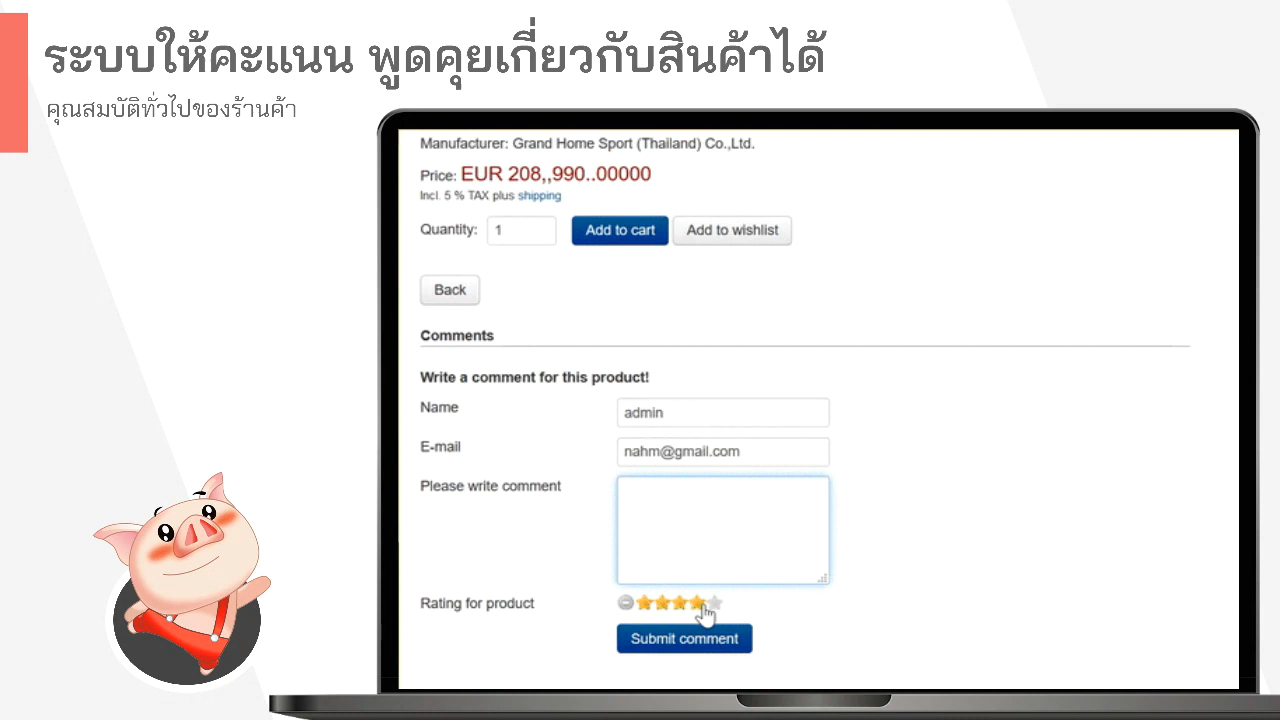 ระบบให้คะแนน พูดคุยเกี่ยวกับสินค้าได้
คุณสมบัติทั่วไปของร้านค้า
Manufacturer: Grand Home Sport (Thailand) Co.,Ltd.
Price: EUR 208,,990..00000
Incl. 5 % TAX plus shipping
Quantity: 1 Add to cart Add to wishlist
Back
Comments
Write a comment for this product!
Name admin
E-mail nahm@gmail.com
Please write comment
Rating for product
Submit comment